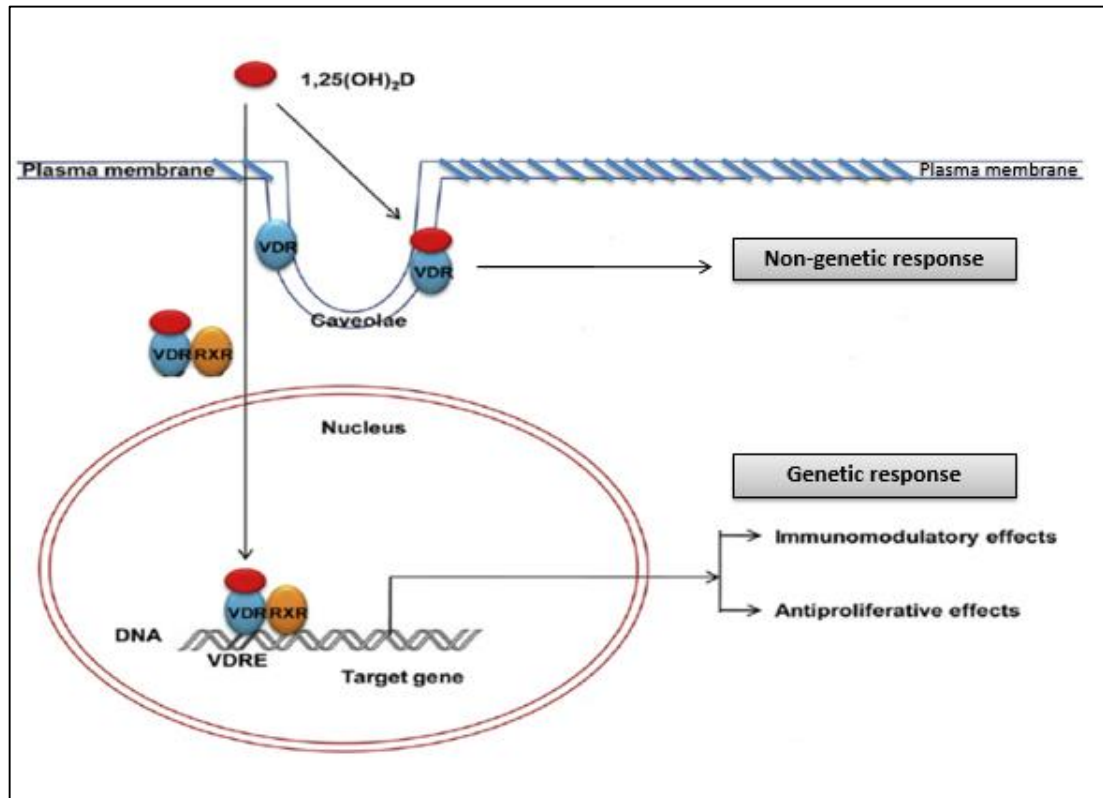 1,25(OH)₂D
Plasma membrane
Plasma membrane
VDR
VDR
Non-genetic response
Caveolae
VDR RXR
Nucleus
Genetic response
Immunomodulatory effects
VDR RXR
Antiproliferative effects
DNA
VDRE
Target gene